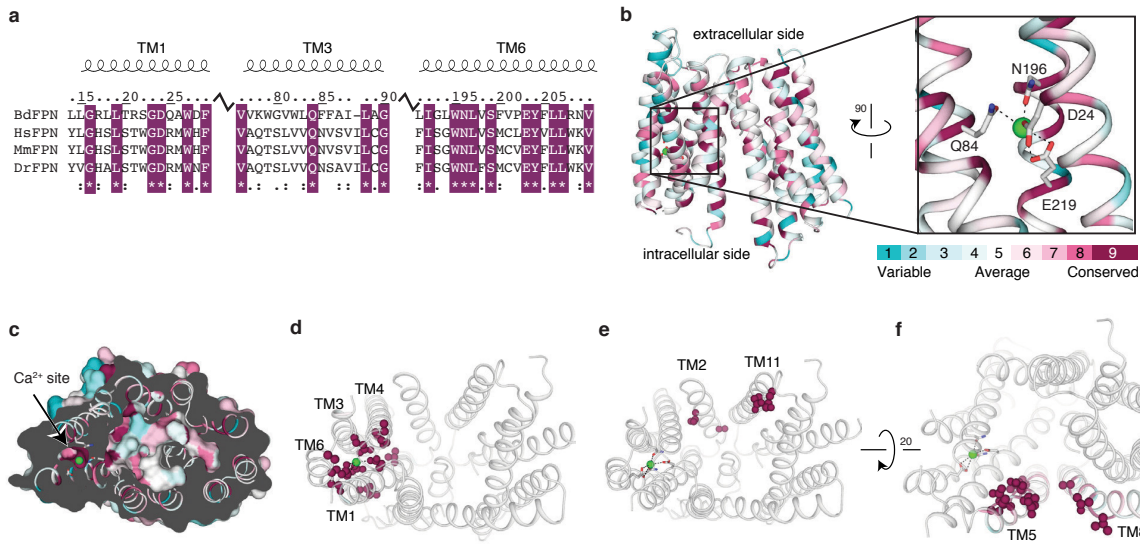 a
TM1 TM3 TM6
15 20 25 80 85 90 195 200 205
BdFPN LLGRLLTRSGDQAWDF VVKWGVWLQFFAI-LAG LIGLWNLVSFVPEYFLLRNV
HsFPN YLGHSLSTWGDRMWHF VAQTSLVVQNVSVILCG FISGWNLVSMCVEYVLLWKV
MmFPN YLGHSLSTWGDRMWHF VAQTSLVVQNVSVILCG FISGWNLVSMCVEYVLLWKV
DrFPN YVGHALSTWGDRMWNF VAQTSLVVQNSAVILCG FISGWNLVSMCVEYLLLWKV
b
extracellular side
intracellular side
90
N196
D24
Q84
E219
1 2 3 4 5 6 7 8 9
Variable Average Conserved
c
Ca²⁺ site
d
TM4
TM3
TM6
TM1
e
TM2
TM11
20
f
TM5